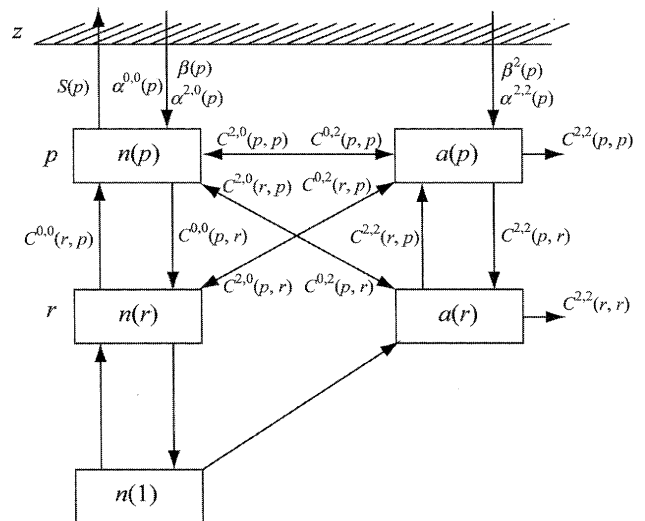 z
S(p) α^{0,0}(p) β(p) β^2(p)
α^{2,0}(p) α^{2,2}(p)
p n(p) C^{2,0}(p, p) C^{0,2}(p, p) a(p) C^{2,2}(p, p)
C^{2,0}(r, p) C^{0,2}(r, p)
C^{0,0}(r, p) C^{0,0}(p, r) C^{2,2}(r, p) C^{2,2}(p, r)
C^{2,0}(p, r) C^{0,2}(p, r)
r n(r) a(r) C^{2,2}(r, r)
n(1)